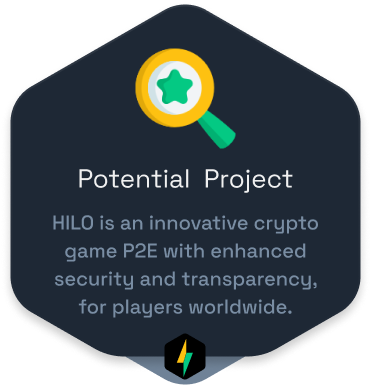 Potential Project
HILO is an innovative crypto
game P2E with enhanced
security and transparency,
for players worldwide.